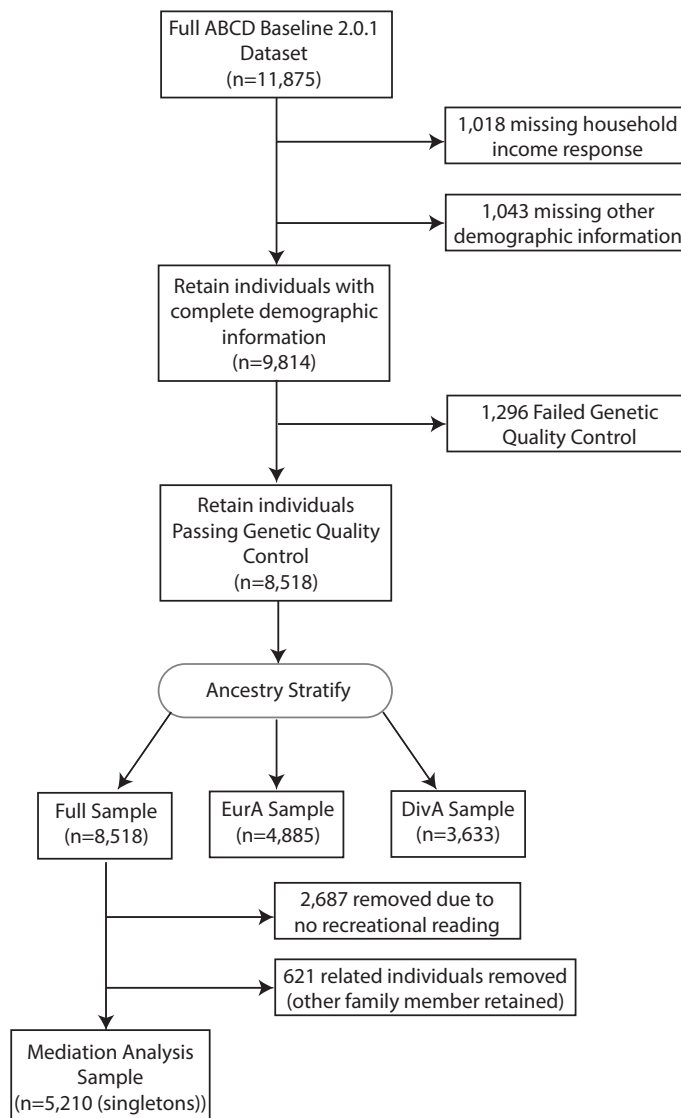 Full ABCD Baseline 2.0.1
Dataset
(n=11,875)
1,018 missing household
income response
1,043 missing other
demographic information
Retain individuals with
complete demographic
information
(n=9,814)
1,296 Failed Genetic
Quality Control
Retain individuals
Passing Genetic Quality
Control
(n=8,518)
Ancestry Stratify
Full Sample
(n=8,518)
EurA Sample
(n=4,885)
DivA Sample
(n=3,633)
2,687 removed due to
no recreational reading
621 related individuals removed
(other family member retained)
Mediation Analysis
Sample
(n=5,210 (singletons))